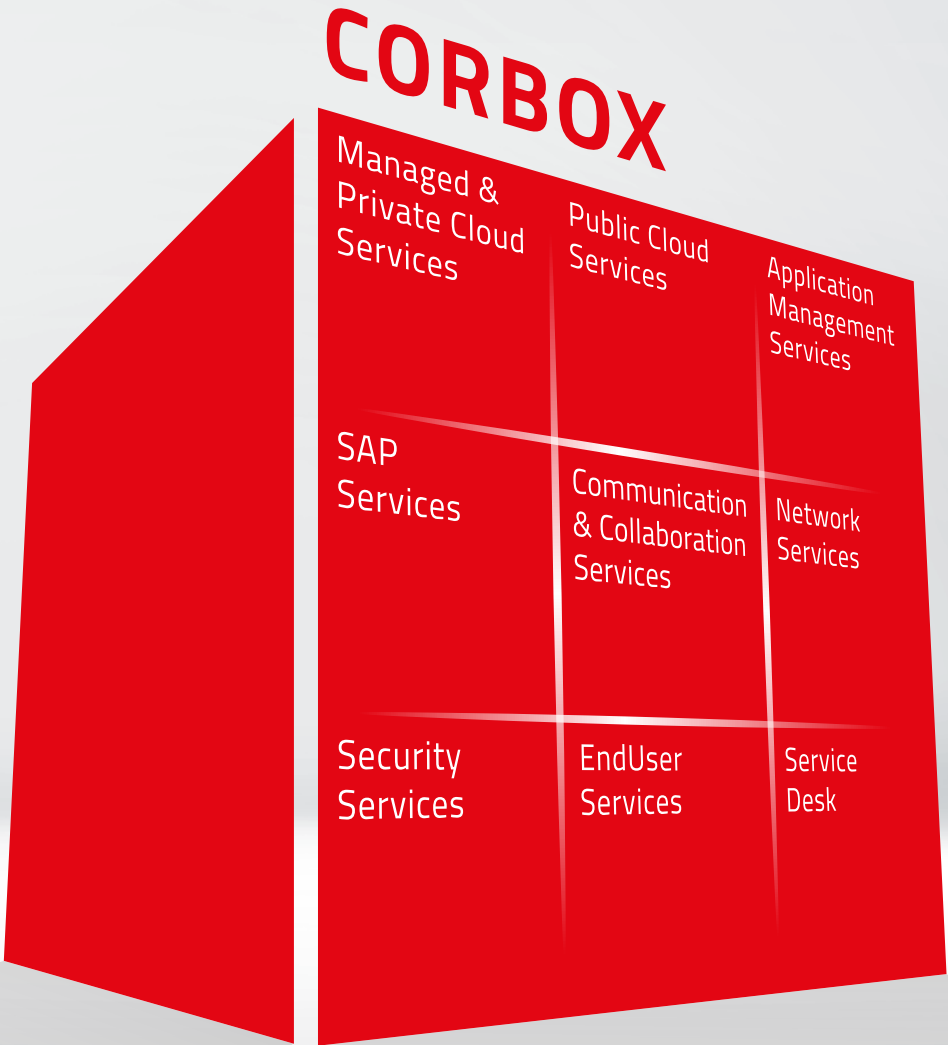 CORBOX
Managed &
Private Cloud
Services
Public Cloud
Services
Application
Management
Services
SAP
Services
Communication
& Collaboration
Services
Network
Services
Security
Services
EndUser
Services
Service
Desk